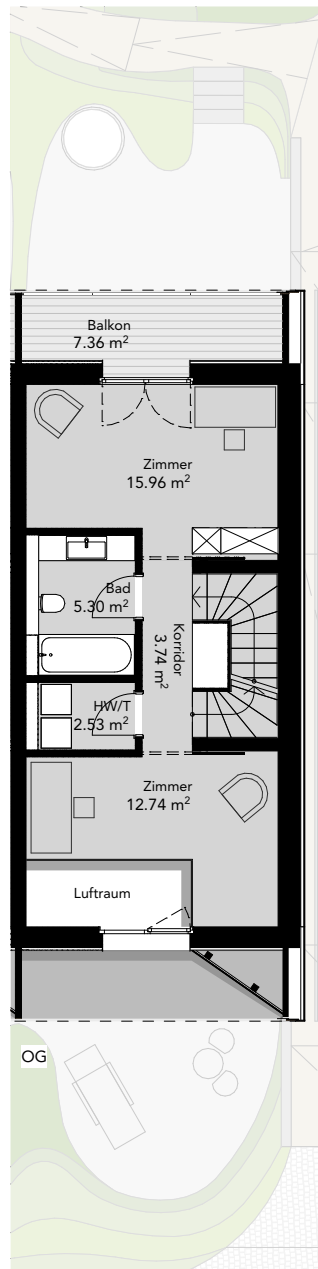 Balkon
7.36 m²
Zimmer
15.96 m²
Bad
5.30 m²
Korridor
3.74 m²
HW/T
2.53 m²
Zimmer
12.74 m²
Luftraum
OG